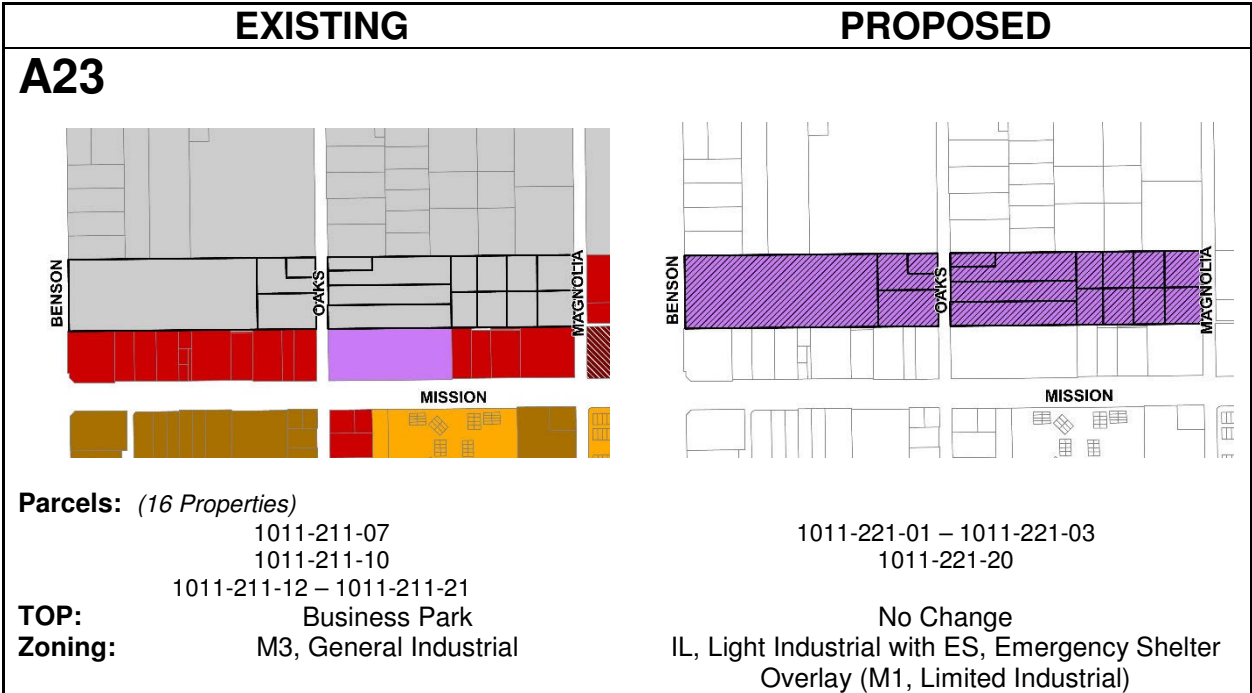 EXISTING PROPOSED
A23
BENSON OAKS MAGNOLIA
MISSION
BENSON OAKS MAGNOLIA
MISSION
Parcels: (16 Properties)
1011-211-07 1011-221-01 – 1011-221-03
1011-211-10 1011-221-20
1011-211-12 – 1011-211-21
TOP: Business Park No Change
Zoning: M3, General Industrial IL, Light Industrial with ES, Emergency Shelter
Overlay (M1, Limited Industrial)